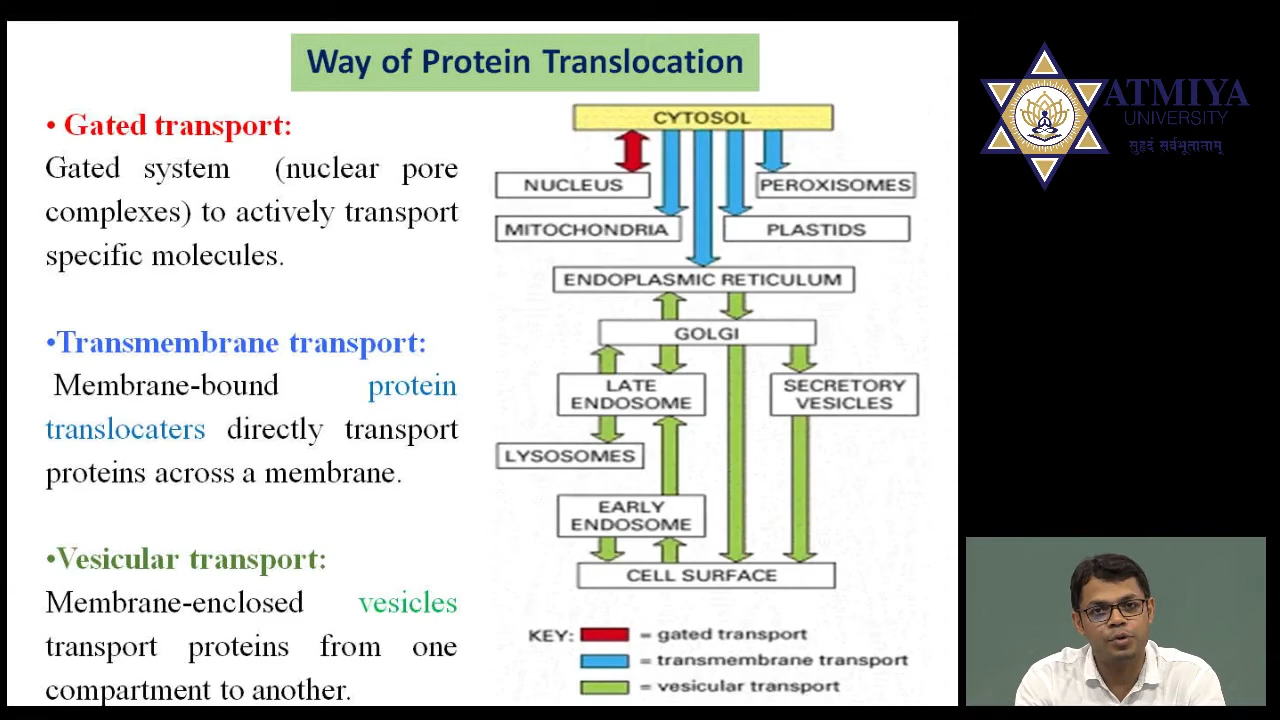 Way of Protein Translocation
• Gated transport:
Gated system (nuclear pore
complexes) to actively transport
specific molecules.
•Transmembrane transport:
Membrane-bound protein
translocaters directly transport
proteins across a membrane.
•Vesicular transport:
Membrane-enclosed vesicles
transport proteins from one
compartment to another.
CYTOSOL
NUCLEUS
PEROXISOMES
MITOCHONDRIA
PLASTIDS
ENDOPLASMIC RETICULUM
GOLGI
LATE
ENDOSOME
SECRETORY
VESICLES
LYSOSOMES
EARLY
ENDOSOME
CELL SURFACE
KEY: = gated transport
= transmembrane transport
= vesicular transport
ATMIYA
UNIVERSITY
सुहृदं सर्वभूतानाम्